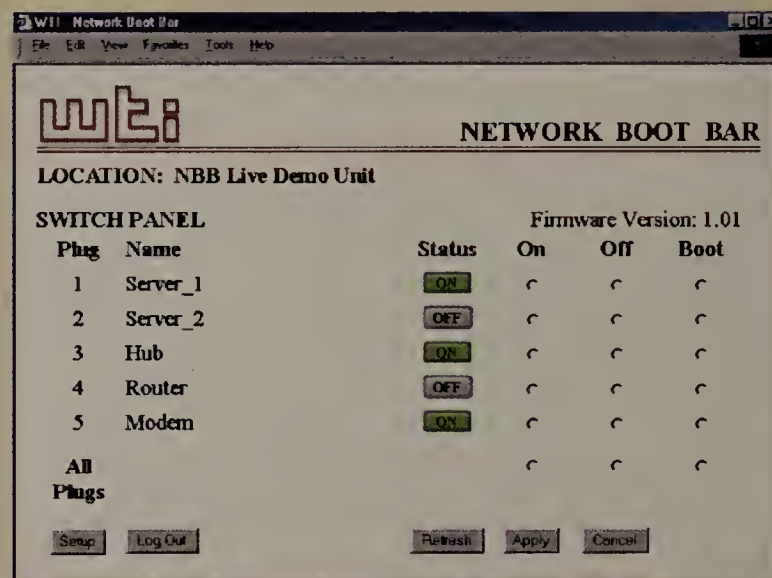 WTI Network Boot Bar
File Edit View Favorites Tools Help
wti
NETWORK BOOT BAR
LOCATION: NBB Live Demo Unit
SWITCH PANEL Firmware Version: 1.01
Plug Name Status On Off Boot
1 Server_1 ON
2 Server_2 OFF
3 Hub ON
4 Router OFF
5 Modem ON
All
Plugs
Setup Log Out Refresh Apply Cancel